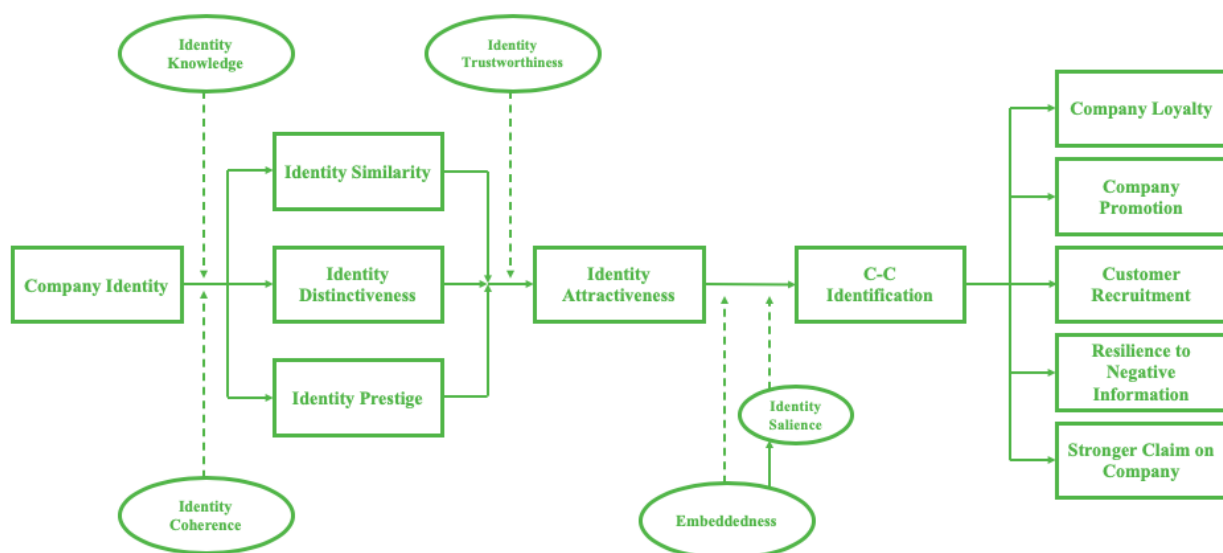 Identity
Knowledge
Identity
Trustworthiness
Company Loyalty
Identity Similarity
Company
Promotion
Company Identity
Identity
Distinctiveness
Identity
Attractiveness
C-C
Identification
Customer
Recruitment
Identity Prestige
Resilience to
Negative
Information
Identity
Salience
Stronger Claim on
Company
Identity
Coherence
Embeddedness